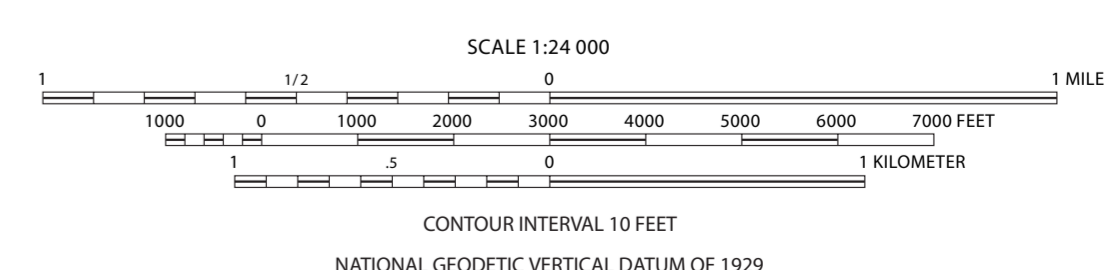 SCALE 1:24 000
1 1/2 0 1 MILE
1000 0 1000 2000 3000 4000 5000 6000 7000 FEET
1 .5 0 1 KILOMETER
CONTOUR INTERVAL 10 FEET
NATIONAL GEODETIC VERTICAL DATUM OF 1929